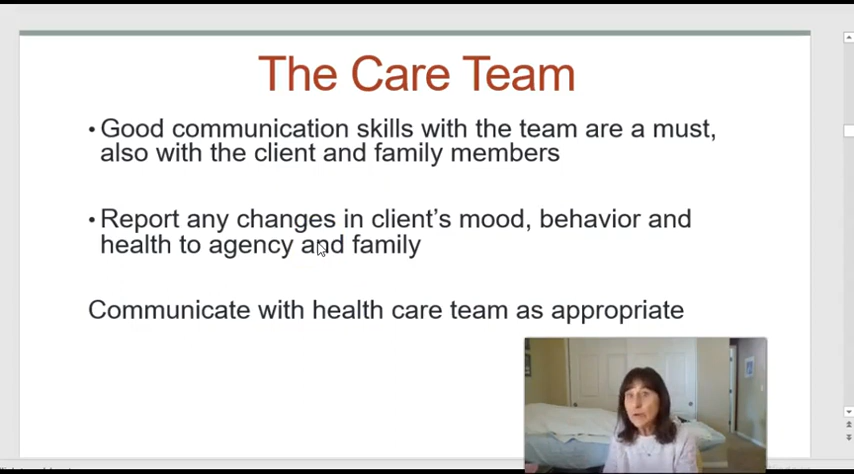 The Care Team
• Good communication skills with the team are a must,
also with the client and family members
• Report any changes in client’s mood, behavior and
health to agency and family
Communicate with health care team as appropriate